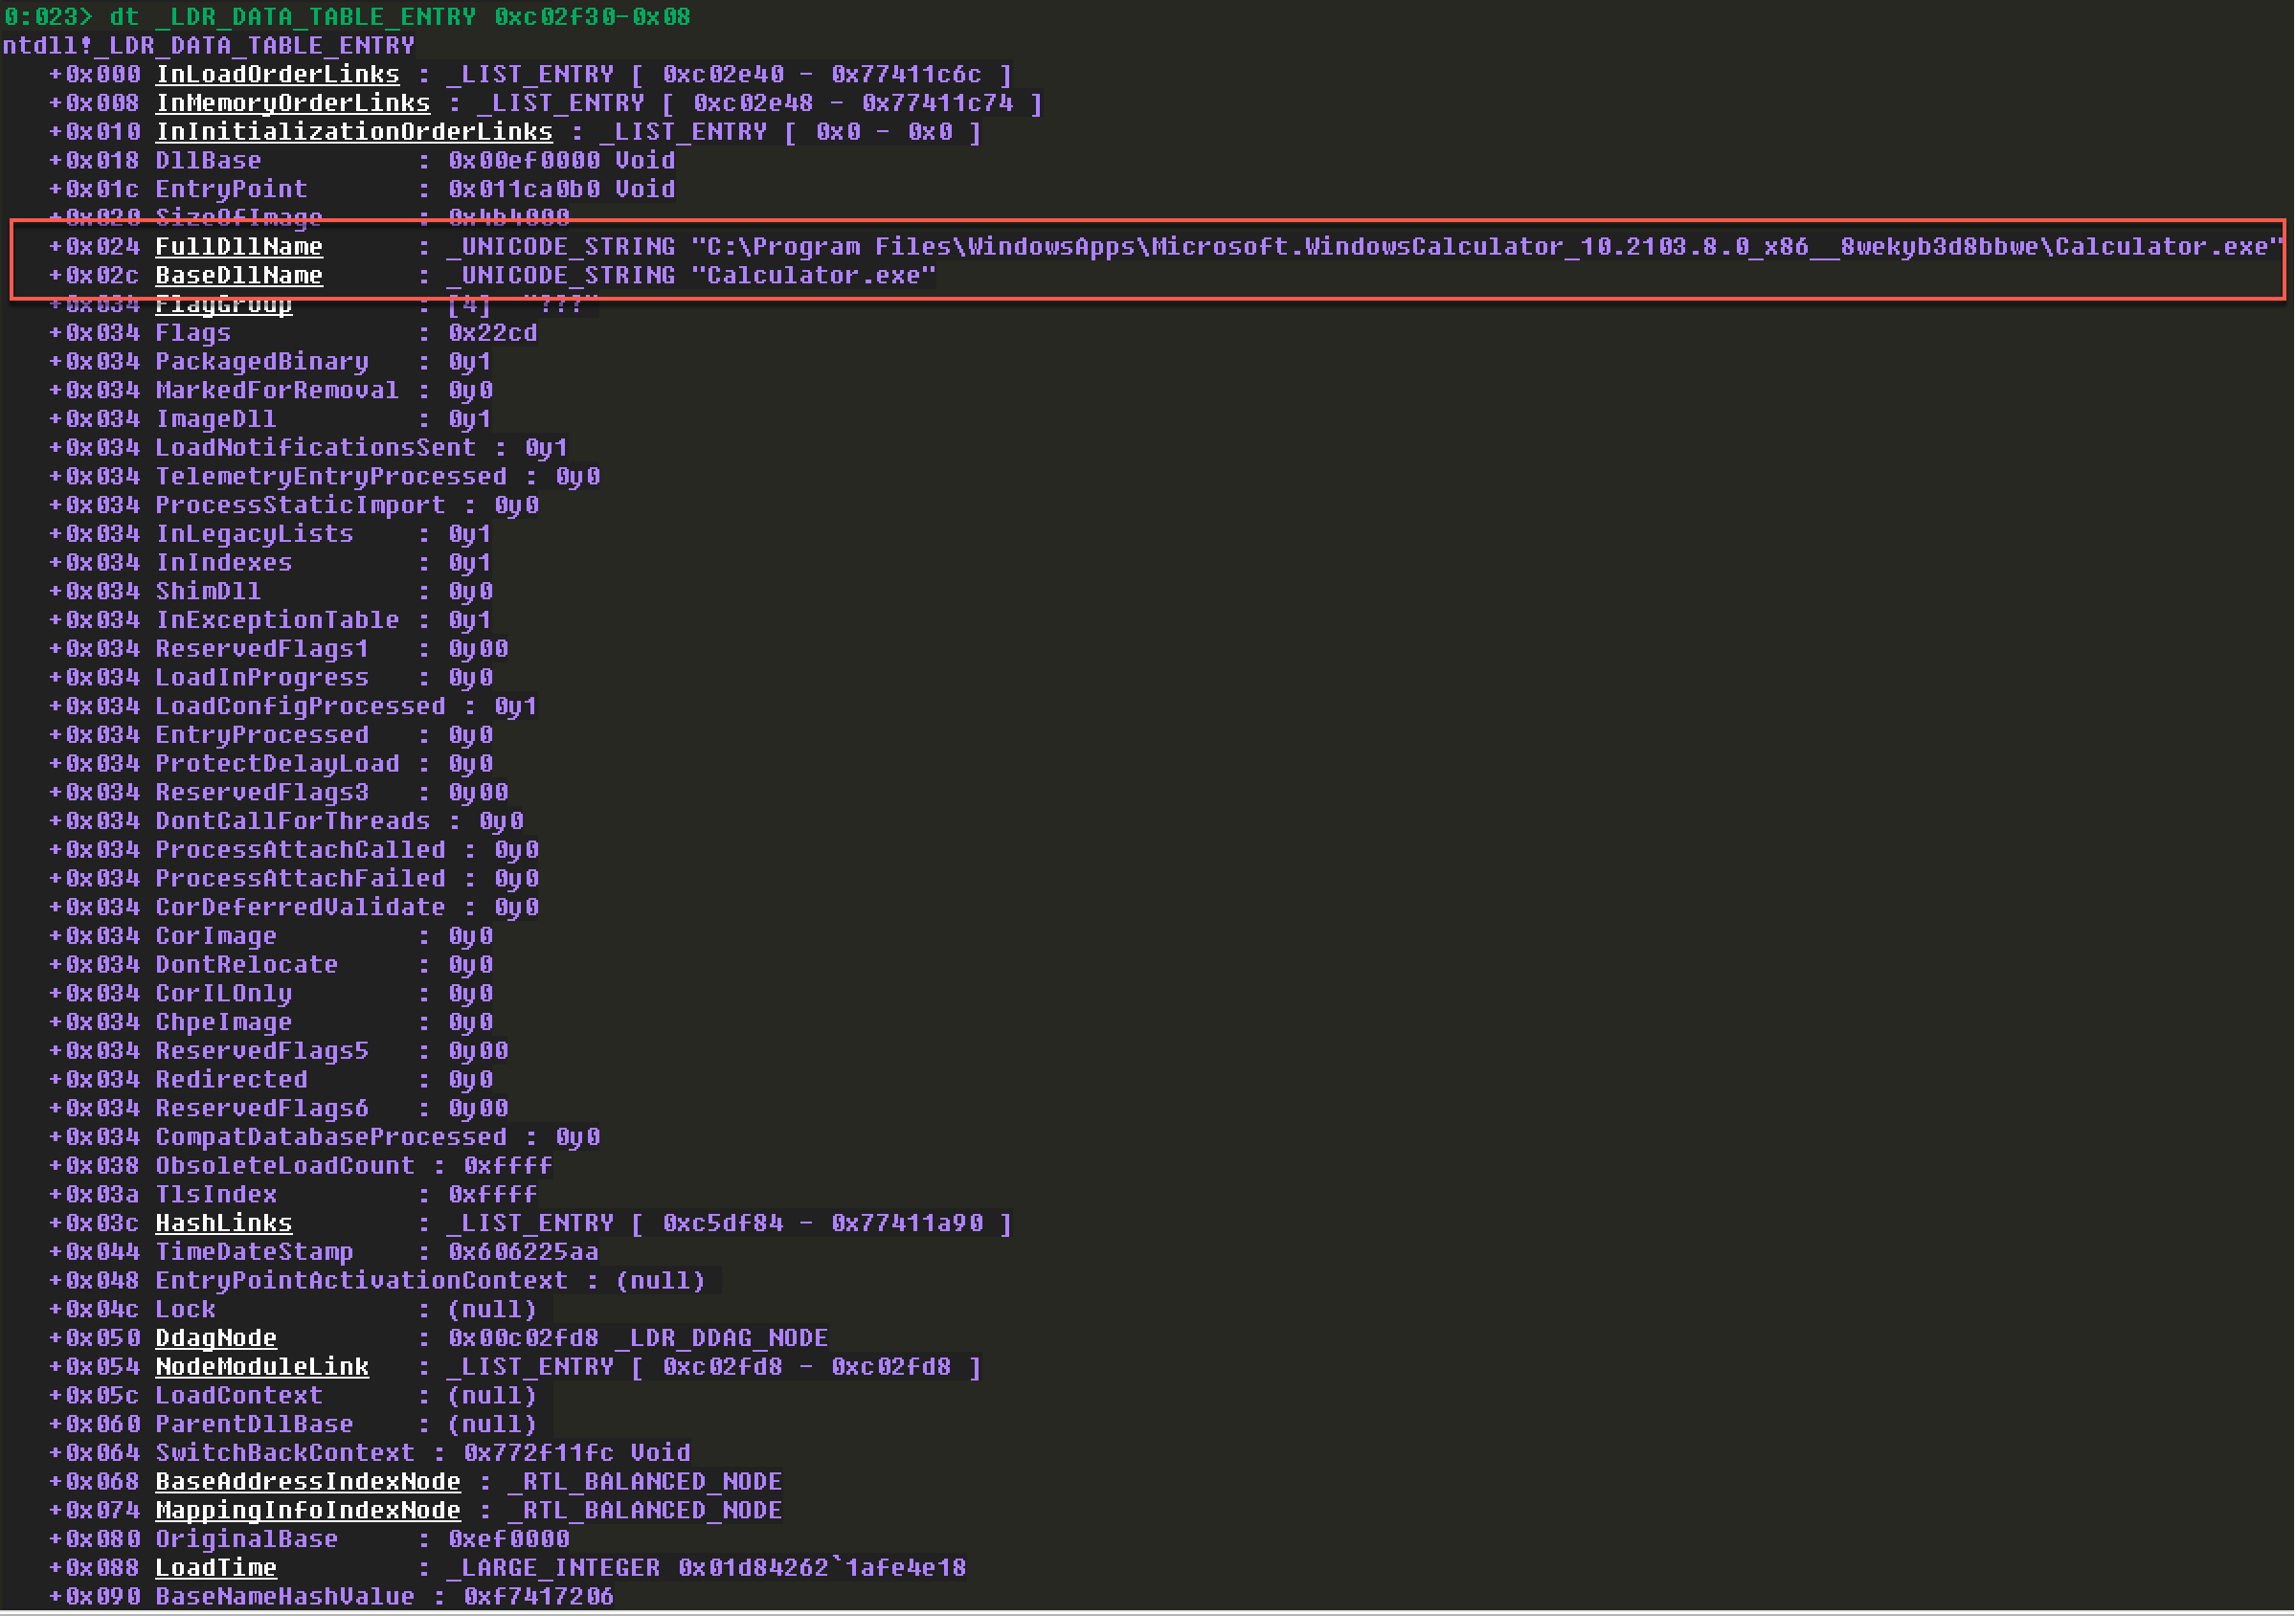 0:023> dt _LDR_DATA_TABLE_ENTRY 0xc02f30-0x08
ntdll!_LDR_DATA_TABLE_ENTRY
+0x000 InLoadOrderLinks : _LIST_ENTRY [ 0xc02e40 - 0x77411c6c ]
+0x008 InMemoryOrderLinks : _LIST_ENTRY [ 0xc02e48 - 0x77411c74 ]
+0x010 InInitializationOrderLinks : _LIST_ENTRY [ 0x0 - 0x0 ]
+0x018 DllBase : 0x00ef0000 Void
+0x01c EntryPoint : 0x011ca0b0 Void
+0x020 SizeOfImage : 0x4b4000
+0x024 FullDllName : _UNICODE_STRING "C:\Program Files\WindowsApps\Microsoft.WindowsCalculator_10.2103.8.0_x86__8wekyb3d8bbwe\Calculator.exe"
+0x02c BaseDllName : _UNICODE_STRING "Calculator.exe"
+0x034 FlagGroup : [4] "???"
+0x034 Flags : 0x22cd
+0x034 PackagedBinary : 0y1
+0x034 MarkedForRemoval : 0y0
+0x034 ImageDll : 0y1
+0x034 LoadNotificationsSent : 0y1
+0x034 TelemetryEntryProcessed : 0y0
+0x034 ProcessStaticImport : 0y0
+0x034 InLegacyLists : 0y1
+0x034 InIndexes : 0y1
+0x034 ShimDll : 0y0
+0x034 InExceptionTable : 0y1
+0x034 ReservedFlags1 : 0y00
+0x034 LoadInProgress : 0y0
+0x034 LoadConfigProcessed : 0y1
+0x034 EntryProcessed : 0y0
+0x034 ProtectDelayLoad : 0y0
+0x034 ReservedFlags3 : 0y00
+0x034 DontCallForThreads : 0y0
+0x034 ProcessAttachCalled : 0y0
+0x034 ProcessAttachFailed : 0y0
+0x034 CorDeferredValidate : 0y0
+0x034 CorImage : 0y0
+0x034 DontRelocate : 0y0
+0x034 CorILOnly : 0y0
+0x034 ChpeImage : 0y0
+0x034 ReservedFlags5 : 0y00
+0x034 Redirected : 0y0
+0x034 ReservedFlags6 : 0y00
+0x034 CompatDatabaseProcessed : 0y0
+0x038 ObsoleteLoadCount : 0xffff
+0x03a TlsIndex : 0xffff
+0x03c HashLinks : _LIST_ENTRY [ 0xc5df84 - 0x77411a90 ]
+0x044 TimeDateStamp : 0x606225aa
+0x048 EntryPointActivationContext : (null)
+0x04c Lock : (null)
+0x050 DdagNode : 0x00c02fd8 _LDR_DDAG_NODE
+0x054 NodeModuleLink : _LIST_ENTRY [ 0xc02fd8 - 0xc02fd8 ]
+0x05c LoadContext : (null)
+0x060 ParentDllBase : (null)
+0x064 SwitchBackContext : 0x772f11fc Void
+0x068 BaseAddressIndexNode : _RTL_BALANCED_NODE
+0x074 MappingInfoIndexNode : _RTL_BALANCED_NODE
+0x080 OriginalBase : 0xef0000
+0x088 LoadTime : _LARGE_INTEGER 0x01d84262`1afe4e18
+0x090 BaseNameHashValue : 0xf7417206